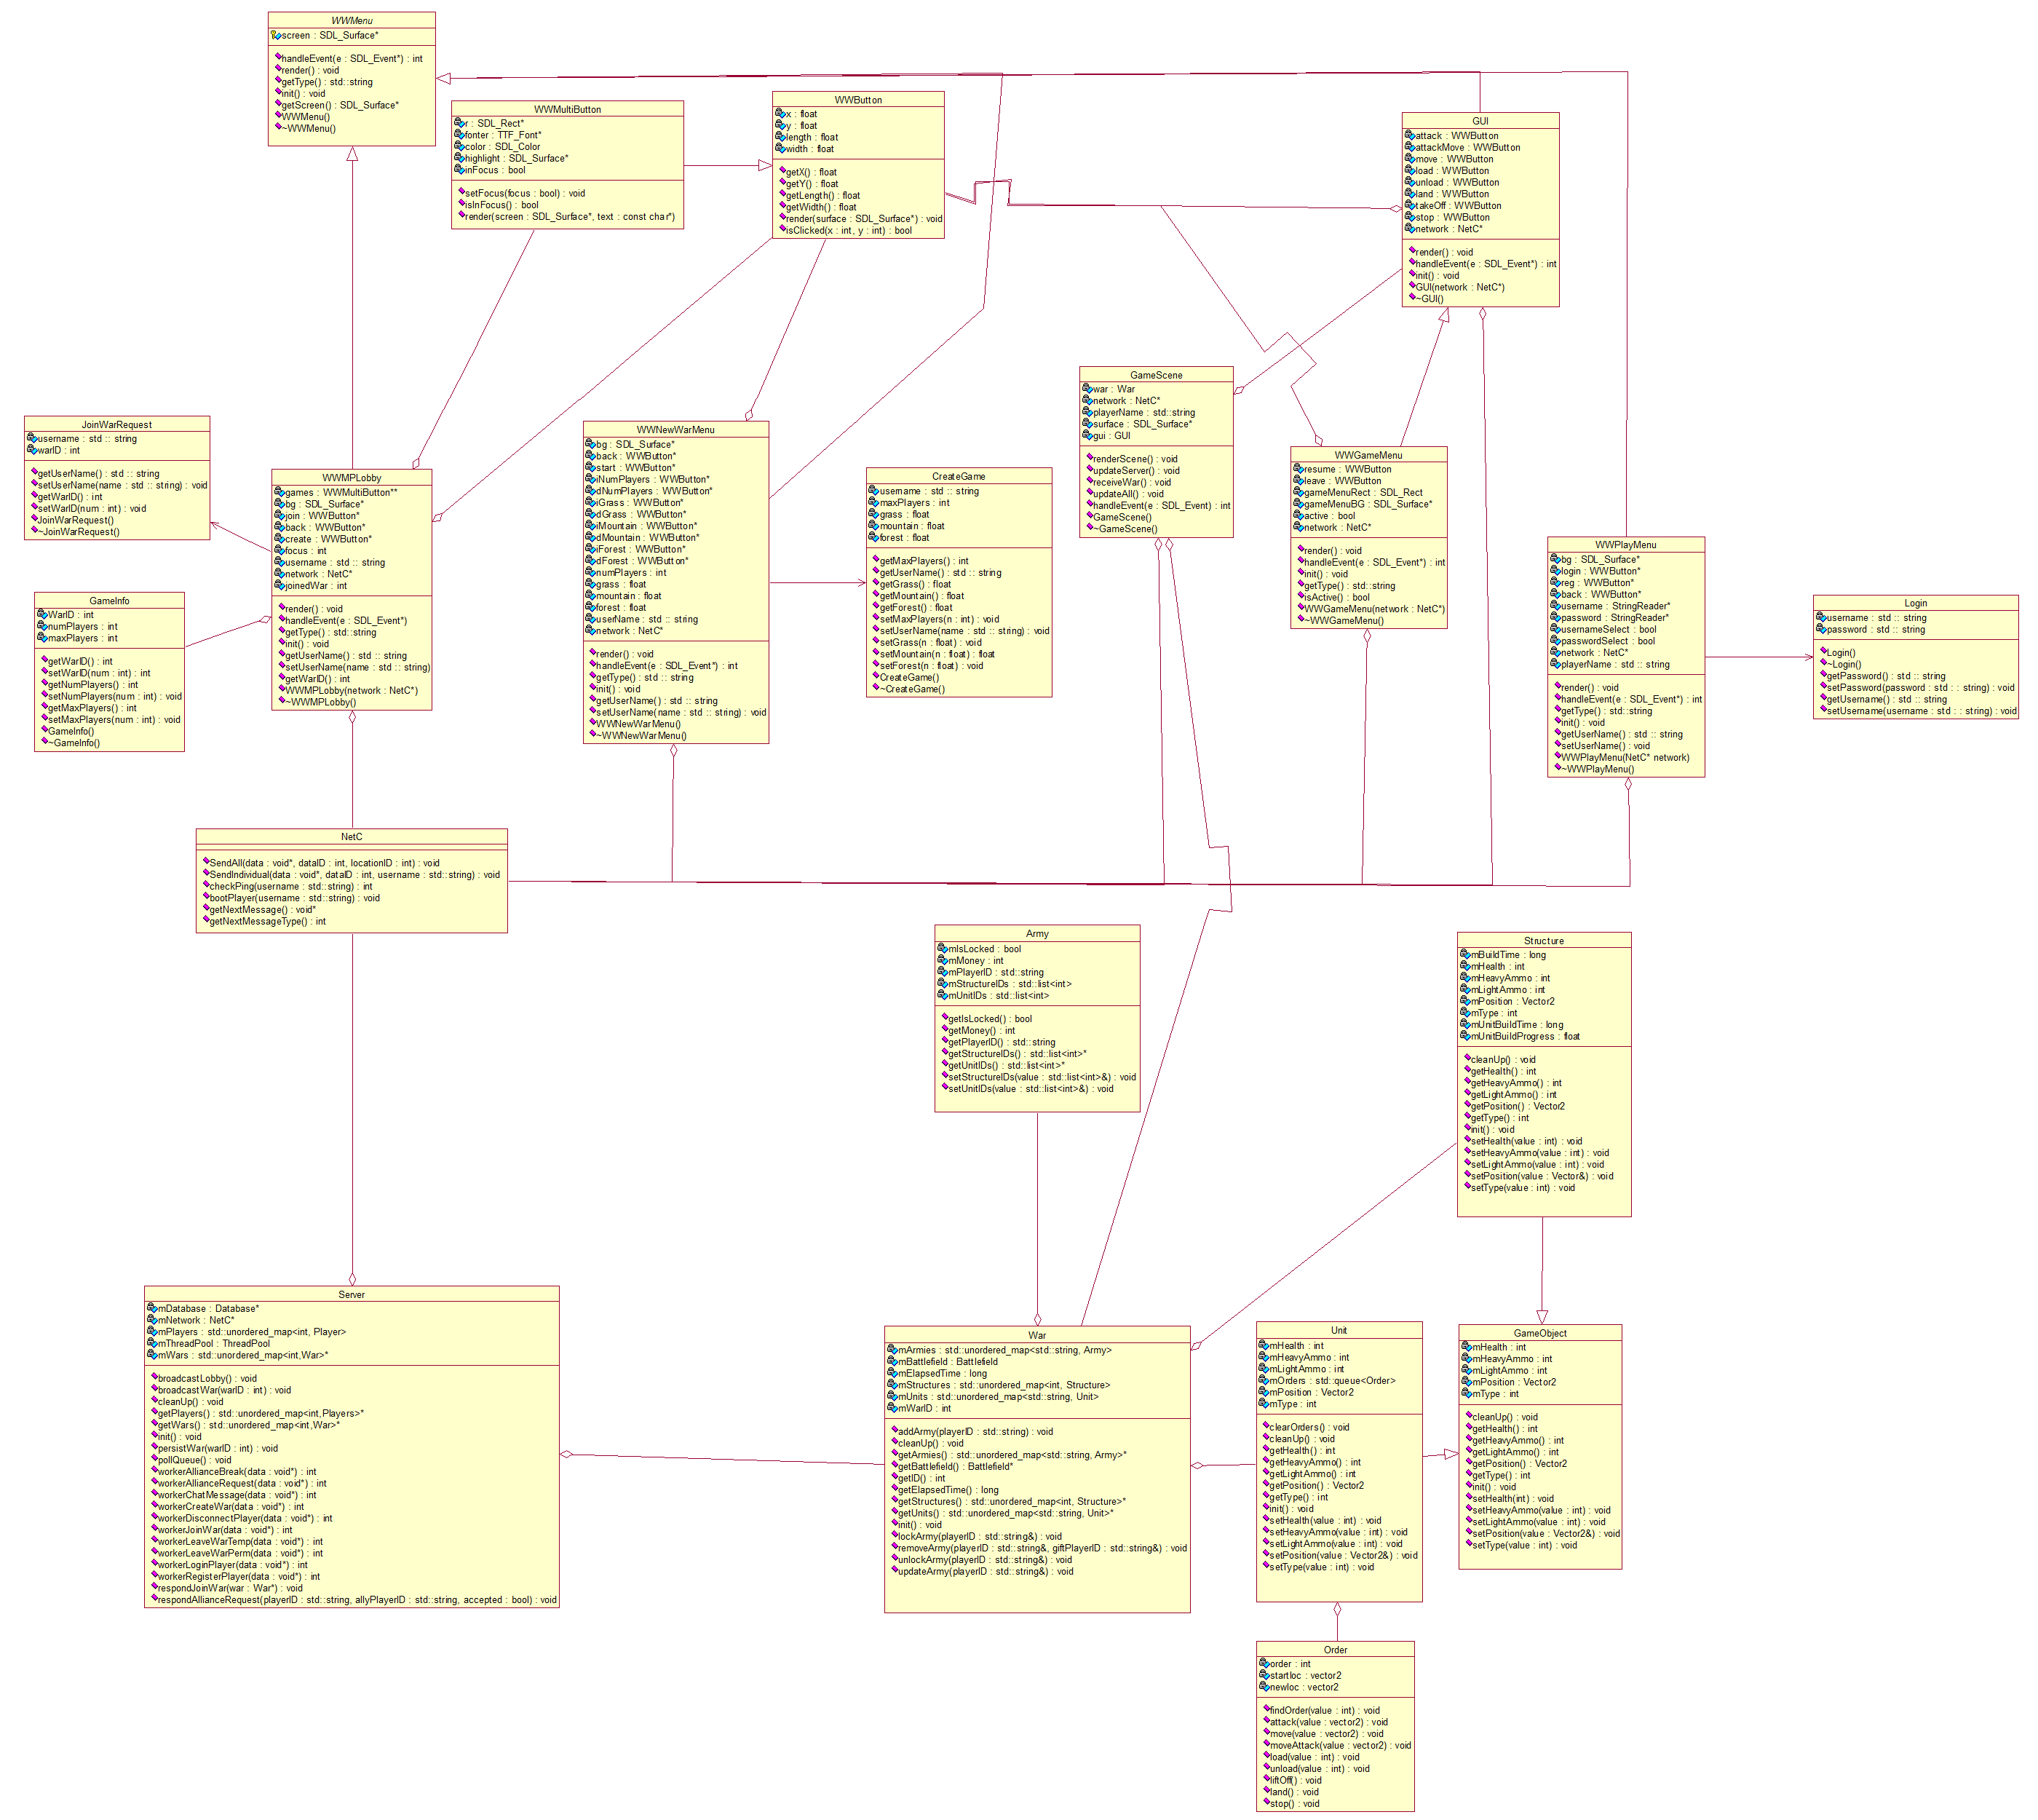 WWMenu
screen : SDL_Surface*
handleEvent(e : SDL_Event*) : int
render() : void
getType() : std::string
init() : void
getScreen() : SDL_Surface*
WWMenu()
~WWMenu()
WWMultiButton
r : SDL_Rect*
fonter : TTF_Font*
color : SDL_Color
highlight : SDL_Surface*
inFocus : bool
setFocus(focus : bool) : void
isInFocus() : bool
render(screen : SDL_Surface*, text : const char*)
WWButton
x : float
y : float
length : float
width : float
getX() : float
getY() : float
getLength() : float
getWidth() : float
render(surface : SDL_Surface*) : void
isClicked(x : int, y : int) : bool
GUI
attack : WWButton
attackMove : WWButton
move : WWButton
load : WWButton
unload : WWButton
land : WWButton
takeOff : WWButton
stop : WWButton
network : NetC*
render() : void
handleEvent(e : SDL_Event*) : int
init() : void
GUI(network : NetC*)
~GUI()
JoinWarRequest
username : std :: string
warID : int
getUserName() : std :: string
setUserName(name : std :: string) : void
getWarID() : int
setWarID(num : int) : void
JoinWarRequest()
~JoinWarRequest()
GameInfo
WarID : int
numPlayers : int
maxPlayers : int
getWarID() : int
setWarID(num : int) : int
getNumPlayers() : int
setNumPlayers(num : int) : void
getMaxPlayers() : int
setMaxPlayers(num : int) : void
GameInfo()
~GameInfo()
WWMPLobby
games : WWMultiButton**
bg : SDL_Surface*
join : WWButton*
back : WWButton*
create : WWButton*
focus : int
username : std :: string
network : NetC*
joinedWar : int
render() : void
handleEvent(e : SDL_Event*)
getType() : std::string
init() : void
getUserName() : std :: string
setUserName(name : std :: string)
getWarID() : int
WWMPLobby(network : NetC*)
~WWMPLobby()
WWNewWarMenu
bg : SDL_Surface*
back : WWButton*
start : WWButton*
iNumPlayers : WWButton*
dNumPlayers : WWButton*
iGrass : WWButton*
dGrass : WWButton*
iMountain : WWButton*
dMountain : WWButton*
iForest : WWButton*
dForest : WWButton*
numPlayers : int
grass : float
mountain : float
forest : float
userName : std :: string
network : NetC*
render() : void
handleEvent(e : SDL_Event*) : int
getType() : std :: string
init() : void
getUserName() : std :: string
setUserName(name : std :: string) : void
WWNewWarMenu()
~WWNewWarMenu()
CreateGame
username : std :: string
maxPlayers : int
grass : float
mountain : float
forest : float
getMaxPlayers() : int
getUserName() : std :: string
getGrass() : float
getMountain() : float
getForest() : float
setMaxPlayers(n : int) : void
setUserName(name : std :: string) : void
setGrass(n : float) : void
setMountain(n : float) : float
setForest(n : float) : void
CreateGame()
~CreateGame()
GameScene
war : War
network : NetC*
playerName : std::string
surface : SDL_Surface*
gui : GUI
renderScene() : void
updateServer() : void
receiveWar() : void
updateAll() : void
handleEvent(e : SDL_Event) : int
GameScene()
~GameScene()
WWGameMenu
resume : WWButton
leave : WWButton
gameMenuRect : SDL_Rect
gameMenuBG : SDL_Surface*
active : bool
network : NetC*
render() : void
handleEvent(e : SDL_Event*) : int
init() : void
getType() : std::string
isActive() : bool
WWGameMenu(network : NetC*)
~WWGameMenu()
WWPlayMenu
bg : SDL_Surface*
login : WWButton*
reg : WWButton*
back : WWButton*
username : StringReader*
password : StringReader*
usernameSelect : bool
passwordSelect : bool
network : NetC*
playerName : std :: string
render() : void
handleEvent(e : SDL_Event*) : int
getType() : std::string
init() : void
getUserName() : std :: string
setUserName() : void
WWPlayMenu(NetC* network)
~WWPlayMenu()
Login
username : std :: string
password : std :: string
Login()
~Login()
getPassword() : std :: string
setPassword(password : std : : string) : void
getUsername() : std :: string
setUsername(username : std : : string) : void
NetC
SendAll(data : void*, dataID : int, locationID : int) : void
SendIndividual(data : void*, dataID : int, username : std::string) : void
checkPing(username : std::string) : int
bootPlayer(username : std::string) : void
getNextMessage() : void*
getNextMessageType() : int
Army
mIsLocked : bool
mMoney : int
mPlayerID : std::string
mStructureIDs : std::list<int>
mUnitIDs : std::list<int>
getIsLocked() : bool
getMoney() : int
getPlayerID() : std::string
getStructureIDs() : std::list<int>*
getUnitIDs() : std::list<int>*
setStructureIDs(value : std::list<int>&) : void
setUnitIDs(value : std::list<int>&) : void
Structure
mBuildTime : long
mHealth : int
mHeavyAmmo : int
mLightAmmo : int
mPosition : Vector2
mType : int
mUnitBuildTime : long
mUnitBuildProgress : float
cleanUp() : void
getHealth() : int
getHeavyAmmo() : int
getLightAmmo() : int
getPosition() : Vector2
getType() : int
init() : void
setHealth(value : int) : void
setHeavyAmmo(value : int) : void
setLightAmmo(value : int) : void
setPosition(value : Vector&) : void
setType(value : int) : void
Server
mDatabase : Database*
mNetwork : NetC*
mPlayers : std::unordered_map<int, Player>
mThreadPool : ThreadPool
mWars : std::unordered_map<int,War>*
broadcastLobby() : void
broadcastWar(warID : int) : void
cleanUp() : void
getPlayers() : std::unordered_map<int,Players>*
getWars() : std::unordered_map<int,War>*
init() : void
persistWar(warID : int) : void
pollQueue() : void
workerAllianceBreak(data : void*) : int
workerAllianceRequest(data : void*) : int
workerChatMessage(data : void*) : int
workerCreateWar(data : void*) : int
workerDisconnectPlayer(data : void*) : int
workerJoinWar(data : void*) : int
workerLeaveWarTemp(data : void*) : int
workerLeaveWarPerm(data : void*) : int
workerLoginPlayer(data : void*) : int
workerRegisterPlayer(data : void*) : int
respondJoinWar(war : War*) : void
respondAllianceRequest(playerID : std::string, allyPlayerID : std::string, accepted : bool) : void
War
mArmies : std::unordered_map<std::string, Army>
mBattlefield : Battlefield
mElapsedTime : long
mStructures : std::unordered_map<int, Structure>
mUnits : std::unordered_map<std::string, Unit>
mWarID : int
addArmy(playerID : std::string) : void
cleanUp() : void
getArmies() : std::unordered_map<std::string, Army>*
getBattlefield() : Battlefield*
getID() : int
getElapsedTime() : long
getStructures() : std::unordered_map<int, Structure>*
getUnits() : std::unordered_map<std::string, Unit>*
init() : void
lockArmy(playerID : std::string&) : void
removeArmy(playerID : std::string&, giftPlayerID : std::string&) : void
unlockArmy(playerID : std::string&) : void
updateArmy(playerID : std::string&) : void
Unit
mHealth : int
mHeavyAmmo : int
mLightAmmo : int
mOrders : std::queue<Order>
mPosition : Vector2
mType : int
clearOrders() : void
cleanUp() : void
getHealth() : int
getHeavyAmmo() : int
getLightAmmo() : int
getPosition() : Vector2
getType() : int
init() : void
setHealth(value : int) : void
setHeavyAmmo(value : int) : void
setLightAmmo(value : int) : void
setPosition(value : Vector2&) : void
setType(value : int) : void
GameObject
mHealth : int
mHeavyAmmo : int
mLightAmmo : int
mPosition : Vector2
mType : int
cleanUp() : void
getHealth() : int
getHeavyAmmo() : int
getLightAmmo() : int
getPosition() : Vector2
getType() : int
init() : void
setHealth(int) : void
setHeavyAmmo(value : int) : void
setLightAmmo(value : int) : void
setPosition(value : Vector2&) : void
setType(value : int) : void
Order
order : int
startloc : vector2
newloc : vector2
findOrder(value : int) : void
attack(value : vector2) : void
move(value : vector2) : void
moveAttack(value : vector2) : void
load(value : int) : void
unload(value : int) : void
liftOff() : void
land() : void
stop() : void